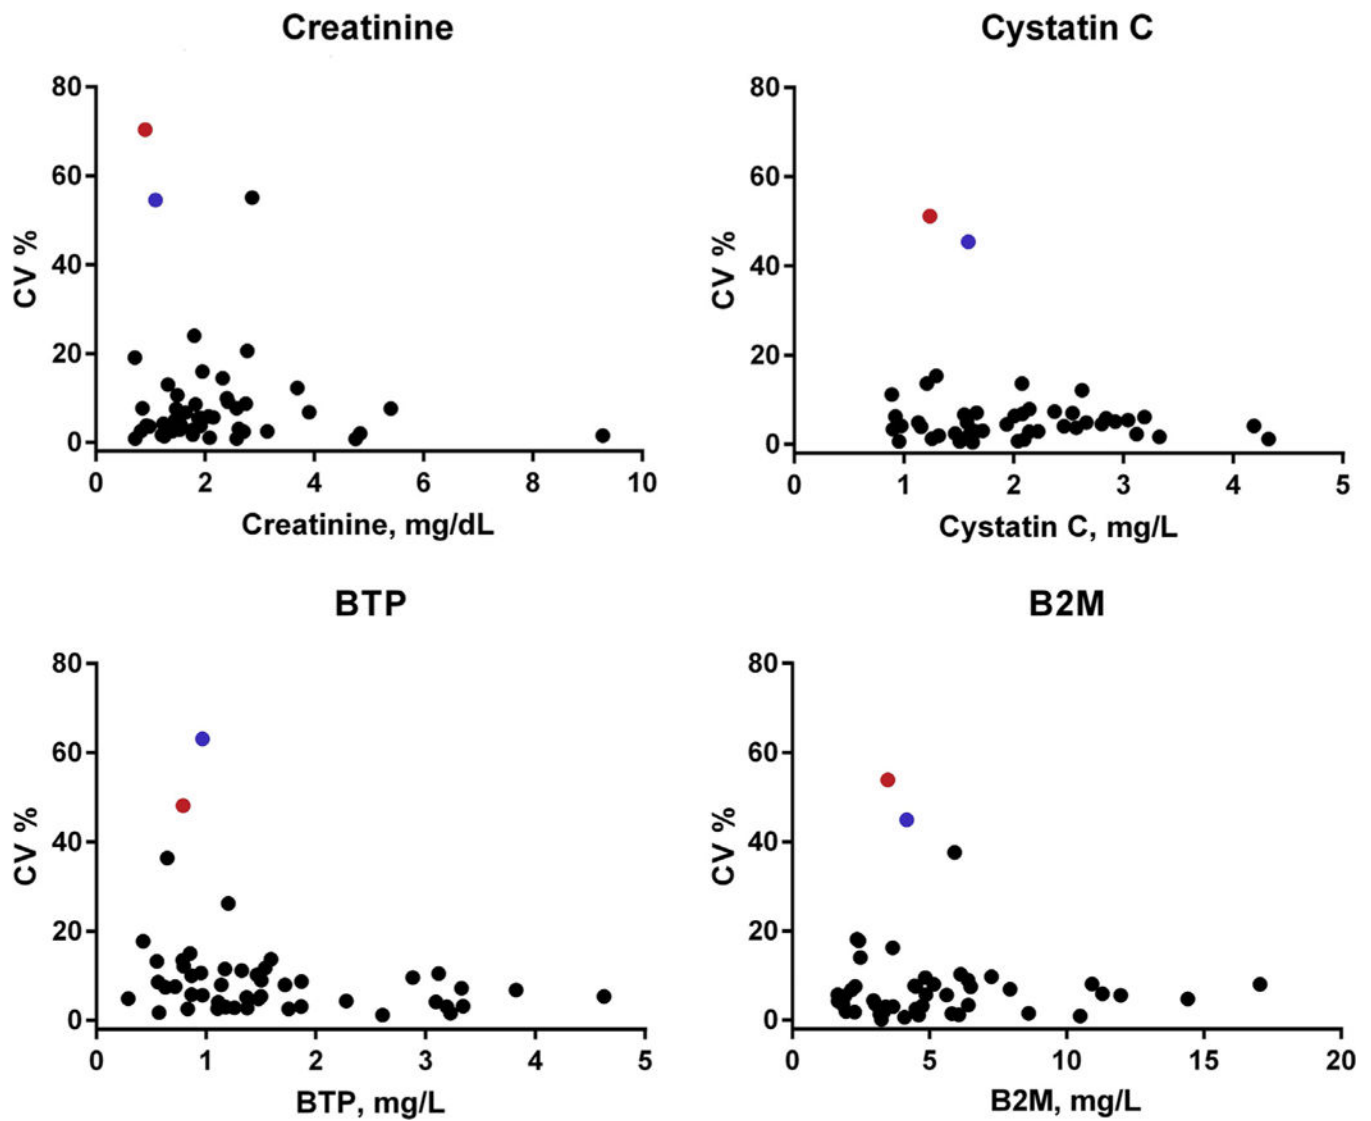 Creatinine
CV %
80
60
40
20
0
0 2 4 6 8 10
Creatinine, mg/dL
Cystatin C
CV %
80
60
40
20
0
0 1 2 3 4 5
Cystatin C, mg/L
BTP
CV %
80
60
40
20
0
0 1 2 3 4 5
BTP, mg/L
B2M
CV %
80
60
40
20
0
0 5 10 15 20
B2M, mg/L